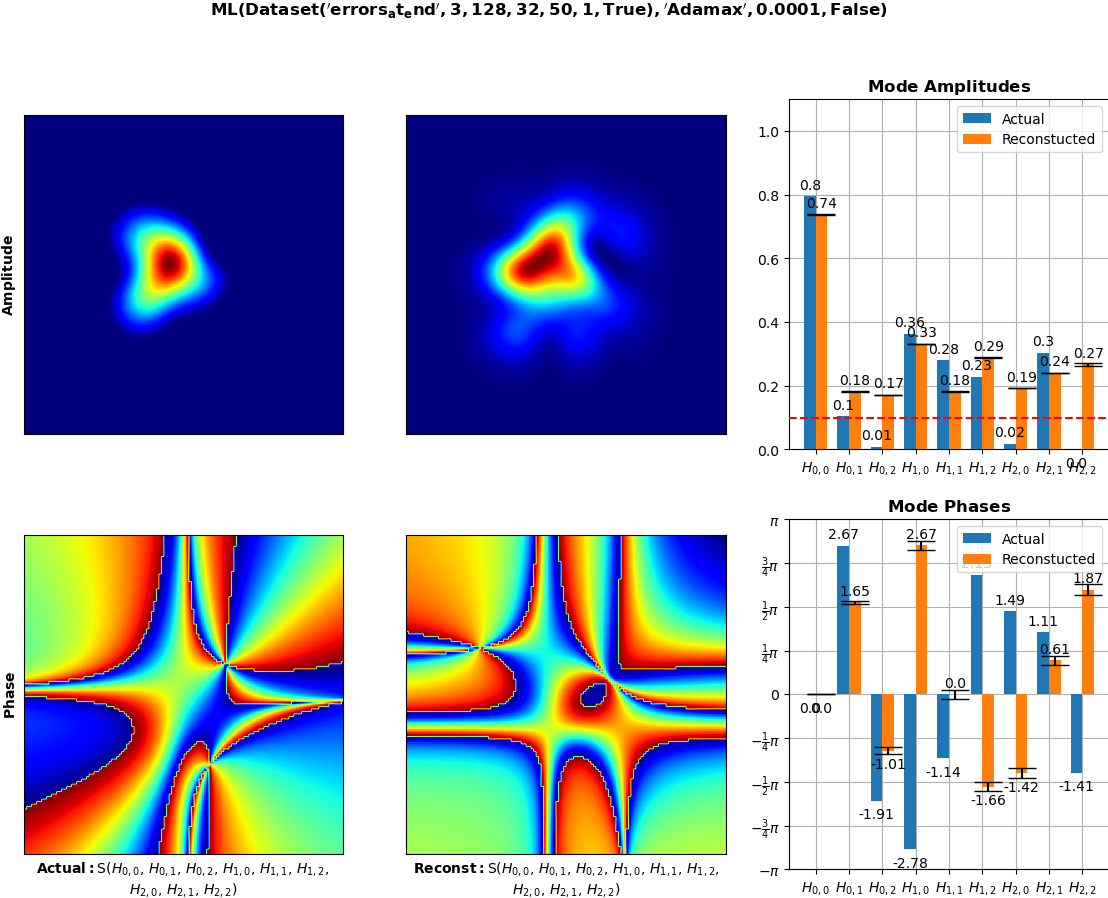 ML(Dataset('errors_at_end', 3, 128, 32, 50, 1, True), 'Adamax', 0.0001, False)
Amplitude
Mode Amplitudes
Actual
Reconstucted
1.0
0.8
0.6
0.4
0.2
0.0
0.8
0.74
0.1
0.18
0.01
0.17
0.36
0.33
0.28
0.18
0.23
0.29
0.02
0.19
0.3
0.24
0.0
0.27
H0,0 H0,1 H0,2 H1,0 H1,1 H1,2 H2,0 H2,1 H2,2
Phase
Mode Phases
Actual
Reconstucted
π
3/4π
1/2π
1/4π
0
−1/4π
−1/2π
−3/4π
−π
0.0
0.0
2.67
1.65
-1.91
-1.01
-2.78
2.67
-1.14
0.0
-1.66
1.49
-1.42
1.11
0.61
-1.41
1.87
H0,0 H0,1 H0,2 H1,0 H1,1 H1,2 H2,0 H2,1 H2,2
Actual: S(H0,0, H0,1, H0,2, H1,0, H1,1, H1,2,
H2,0, H2,1, H2,2)
Reconst: S(H0,0, H0,1, H0,2, H1,0, H1,1, H1,2,
H2,0, H2,1, H2,2)